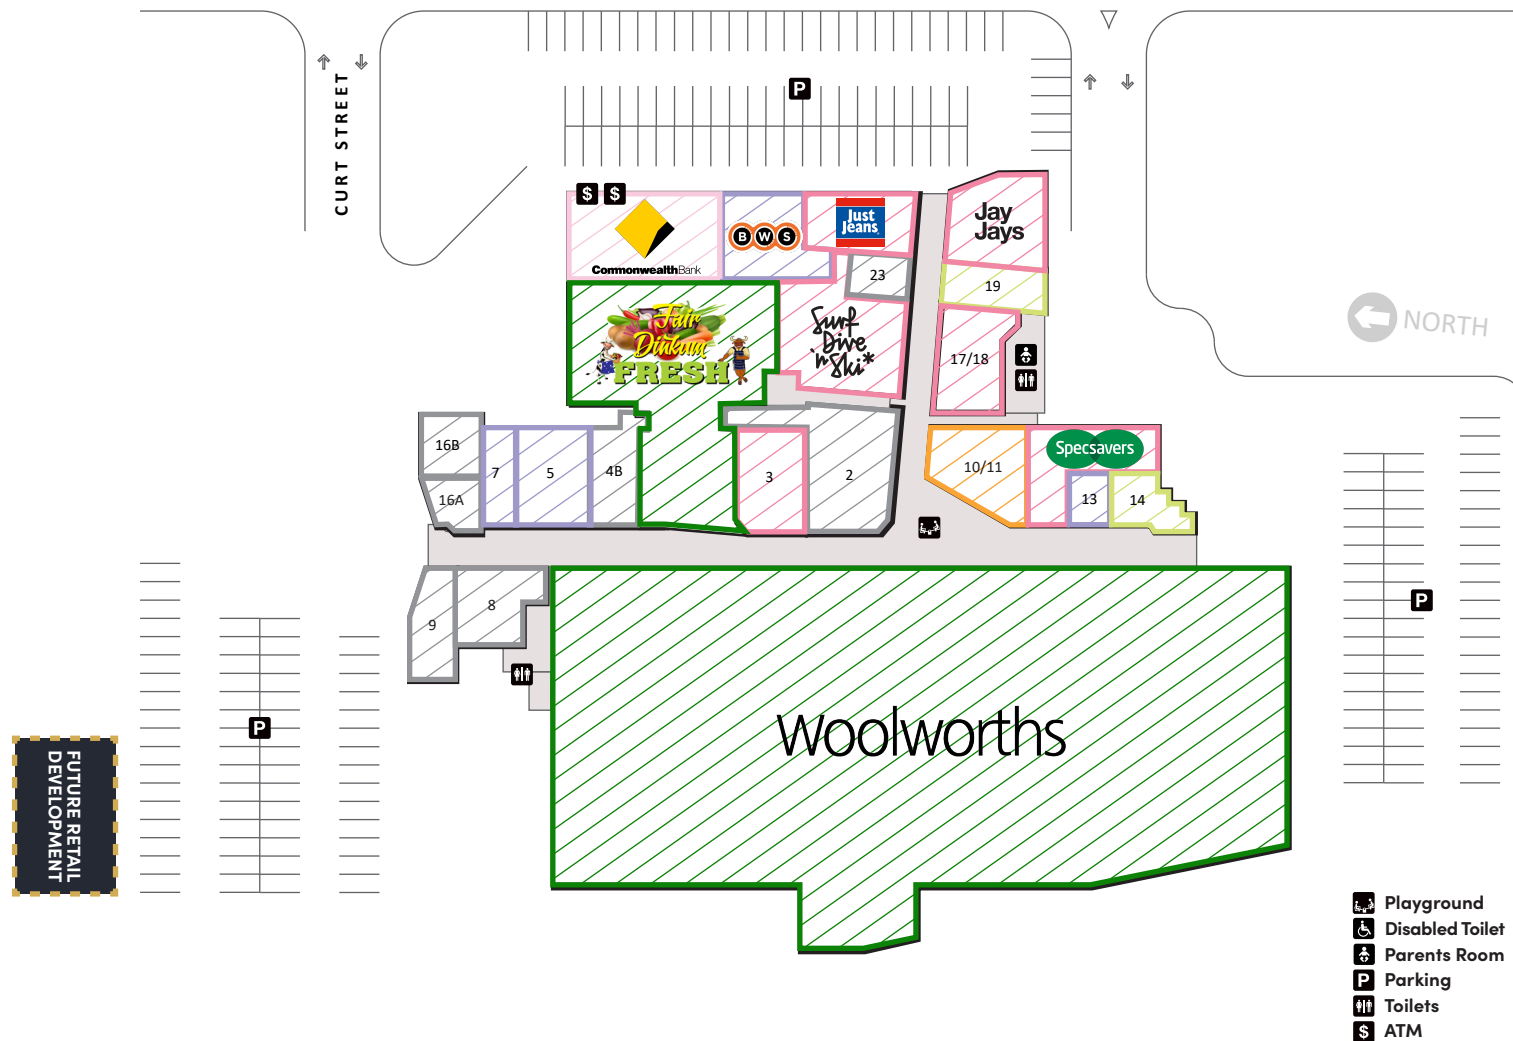 CURT STREET
P
$ $
CommonwealthBank
BWS
Just
Jeans
Jay
Jays
23
19
NORTH
Fair
Dinkum
FRESH
Surf
Dive
'n
Ski*
17/18
16B
7
5
4B
3
2
10/11
Specsavers
16A
13
14
8
9
P
P
Woolworths
FUTURE RETAIL
DEVELOPMENT
Playground
Disabled Toilet
Parents Room
P Parking
Toilets
$ ATM